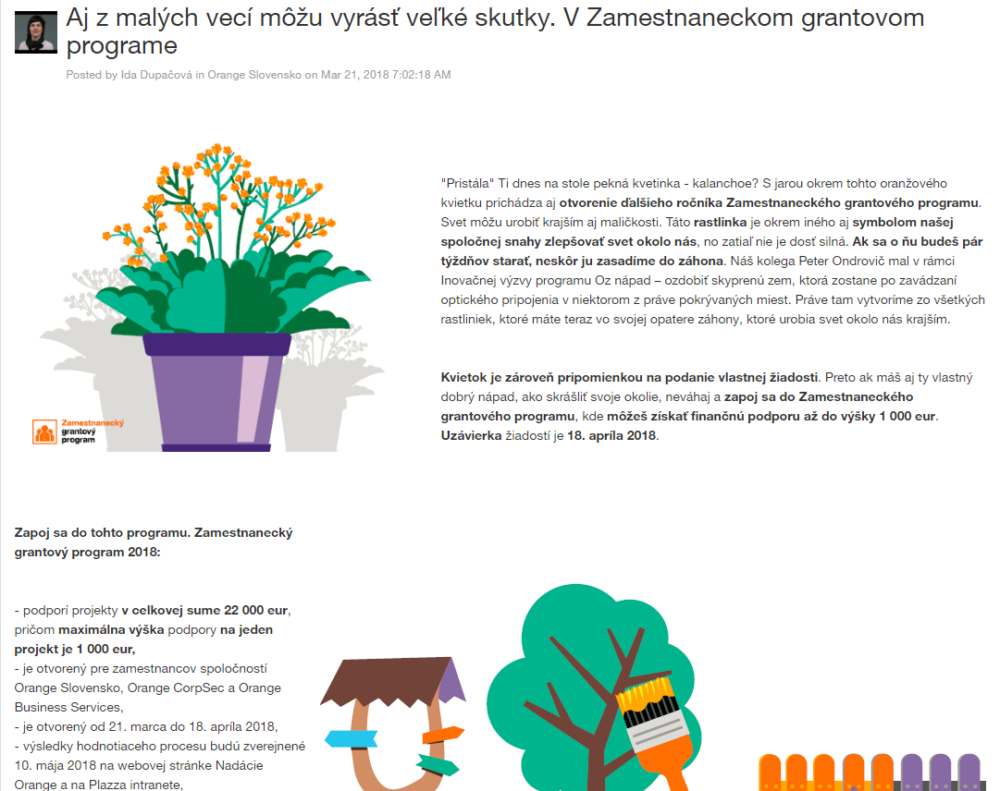 Aj z malých vecí môžu vyrásť veľké skutky. V Zamestnaneckom grantovom
programe
Posted by Ida Dupačová in Orange Slovensko on Mar 21, 2018 7:02:18 AM
"Pristála" Ti dnes na stole pekná kvetinka - kalanchoe? S jarou okrem tohto oranžového
kvietku prichádza aj otvorenie ďalšieho ročníka Zamestnaneckého grantového programu.
Svet môžu urobiť krajším aj maličkosti. Táto rastlinka je okrem iného aj symbolom našej
spoločnej snahy zlepšovať svet okolo nás, no zatiaľ nie je dosť silná. Ak sa o ňu budeš pár
týždňov starať, neskôr ju zasadíme do záhona. Náš kolega Peter Ondrovič mal v rámci
Inovačnej výzvy programu Oz nápad – ozdobiť skyprenú zem, ktorá zostane po zavádzaní
optického pripojenia v niektorom z práve pokrývaných miest. Práve tam vytvoríme zo všetkých
rastliniek, ktoré máte teraz vo svojej opatere záhony, ktoré urobia svet okolo nás krajším.
Kvietok je zároveň pripomienkou na podanie vlastnej žiadosti. Preto ak máš aj ty vlastný
dobrý nápad, ako skrášliť svoje okolie, neváhaj a zapoj sa do Zamestnaneckého
grantového programu, kde môžeš získať finančnú podporu až do výšky 1 000 eur.
Uzávierka žiadostí je 18. apríla 2018.
Zamestnanecký
grantový
program
Zapoj sa do tohto programu. Zamestnanecký
grantový program 2018:
- podporí projekty v celkovej sume 22 000 eur,
pričom maximálna výška podpory na jeden
projekt je 1 000 eur,
- je otvorený pre zamestnancov spoločností
Orange Slovensko, Orange CorpSec a Orange
Business Services,
- je otvorený od 21. marca do 18. apríla 2018,
- výsledky hodnotiaceho procesu budú zverejnené
10. mája 2018 na webovej stránke Nadácie
Orange a na Plazza intranete,